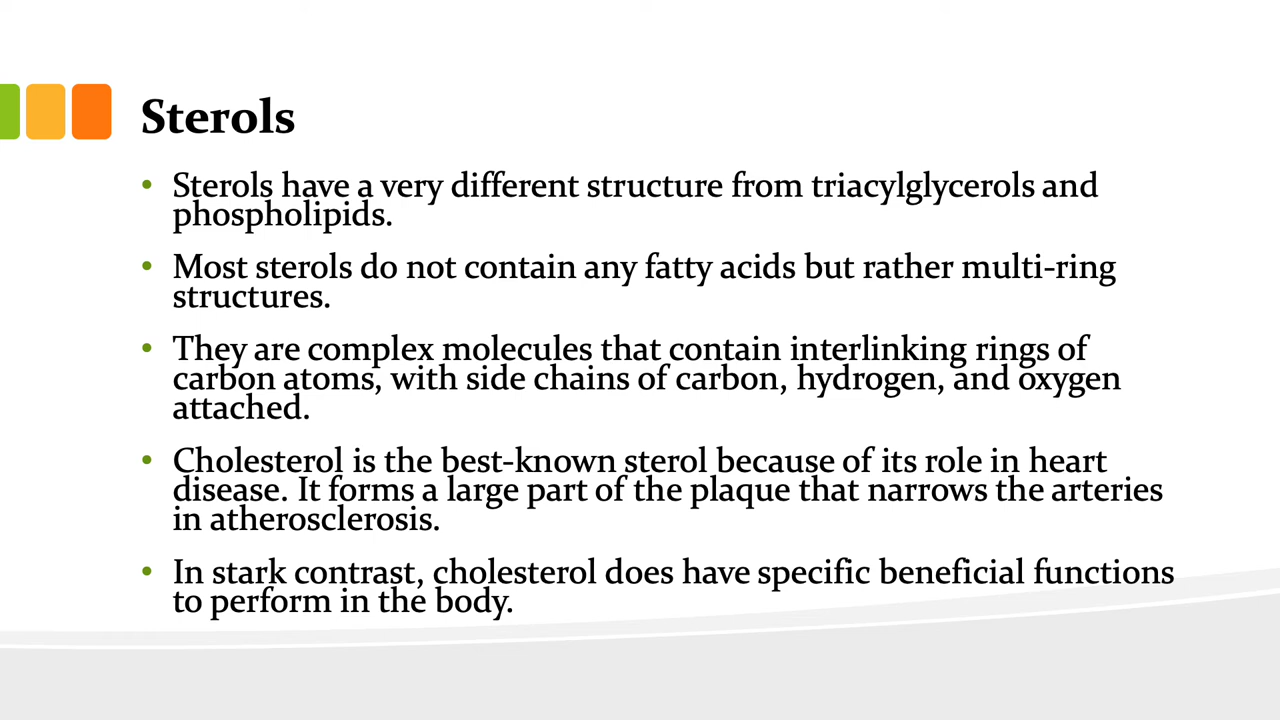 Sterols
• Sterols have a very different structure from triacylglycerols and
phospholipids.
• Most sterols do not contain any fatty acids but rather multi-ring
structures.
• They are complex molecules that contain interlinking rings of
carbon atoms, with side chains of carbon, hydrogen, and oxygen
attached.
• Cholesterol is the best-known sterol because of its role in heart
disease. It forms a large part of the plaque that narrows the arteries
in atherosclerosis.
• In stark contrast, cholesterol does have specific beneficial functions
to perform in the body.